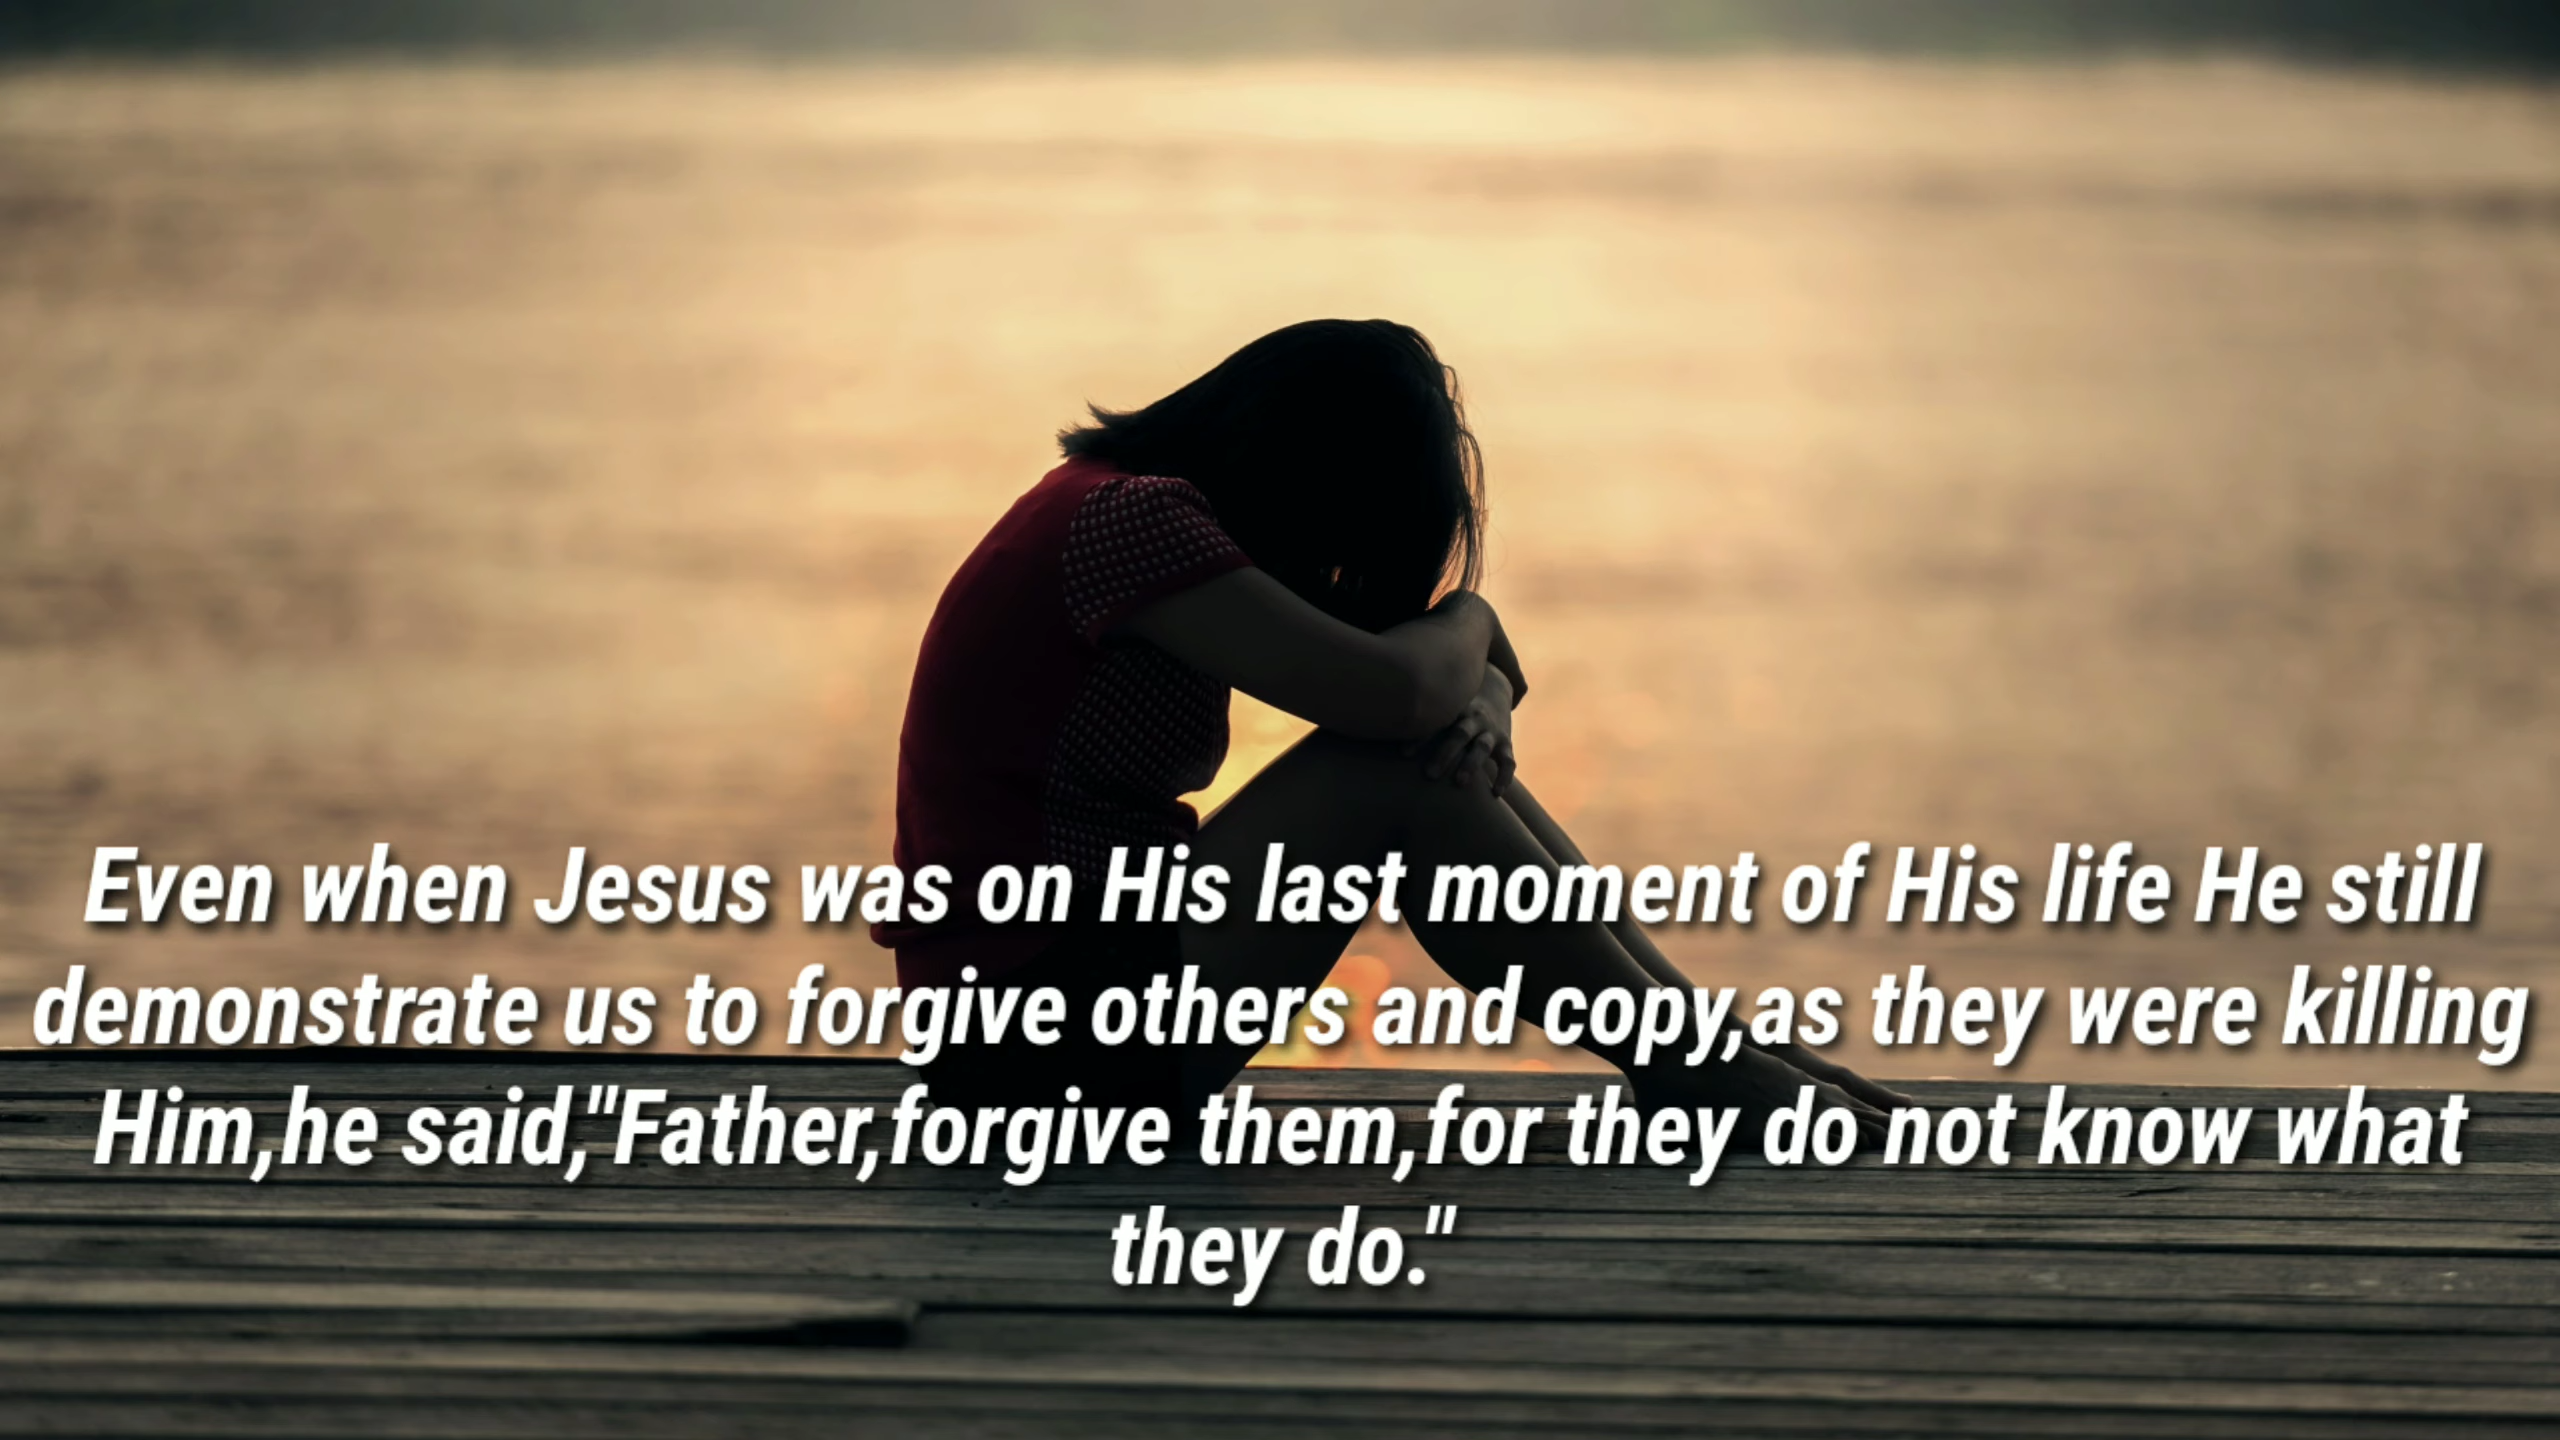 Even when Jesus was on His last moment of His life He still
demonstrate us to forgive others and copy,as they were killing
Him,he said,"Father,forgive them,for they do not know what
they do."